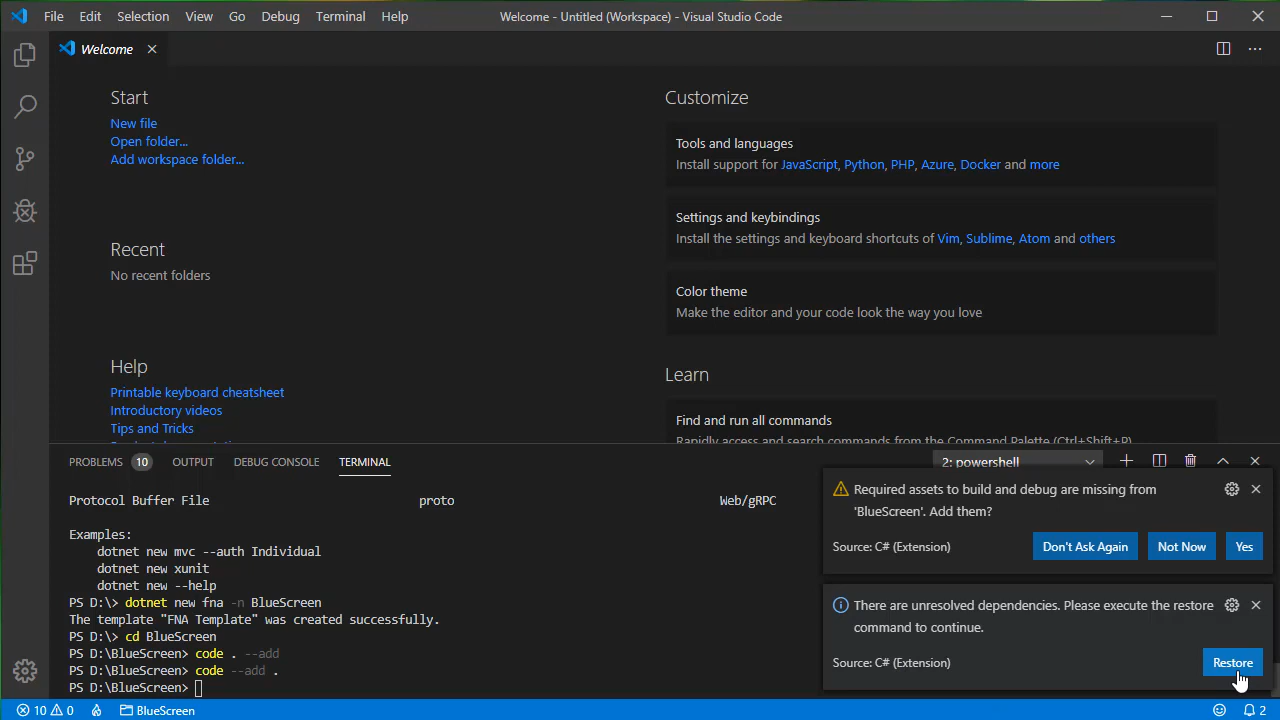 File Edit Selection View Go Debug Terminal Help Welcome - Untitled (Workspace) - Visual Studio Code
Welcome
Start
New file
Open folder...
Add workspace folder...
Recent
No recent folders
Help
Printable keyboard cheatsheet
Introductory videos
Tips and Tricks
Customize
Tools and languages
Install support for JavaScript, Python, PHP, Azure, Docker and more
Settings and keybindings
Install the settings and keyboard shortcuts of Vim, Sublime, Atom and others
Color theme
Make the editor and your code look the way you love
Learn
Find and run all commands
Rapidly access and search commands from the Command Palette (Ctrl+Shift+P)
PROBLEMS 10 OUTPUT DEBUG CONSOLE TERMINAL 2: powershell
Protocol Buffer File proto Web/gRPC
Examples:
dotnet new mvc --auth Individual
dotnet new xunit
dotnet new --help
PS D:\> dotnet new fna -n BlueScreen
The template "FNA Template" was created successfully.
PS D:\> cd BlueScreen
PS D:\BlueScreen> code . --add
PS D:\BlueScreen> code --add .
PS D:\BlueScreen>
Required assets to build and debug are missing from
'BlueScreen'. Add them?
Source: C# (Extension) Don't Ask Again Not Now Yes
There are unresolved dependencies. Please execute the restore
command to continue.
Source: C# (Extension) Restore
10 0 BlueScreen 2